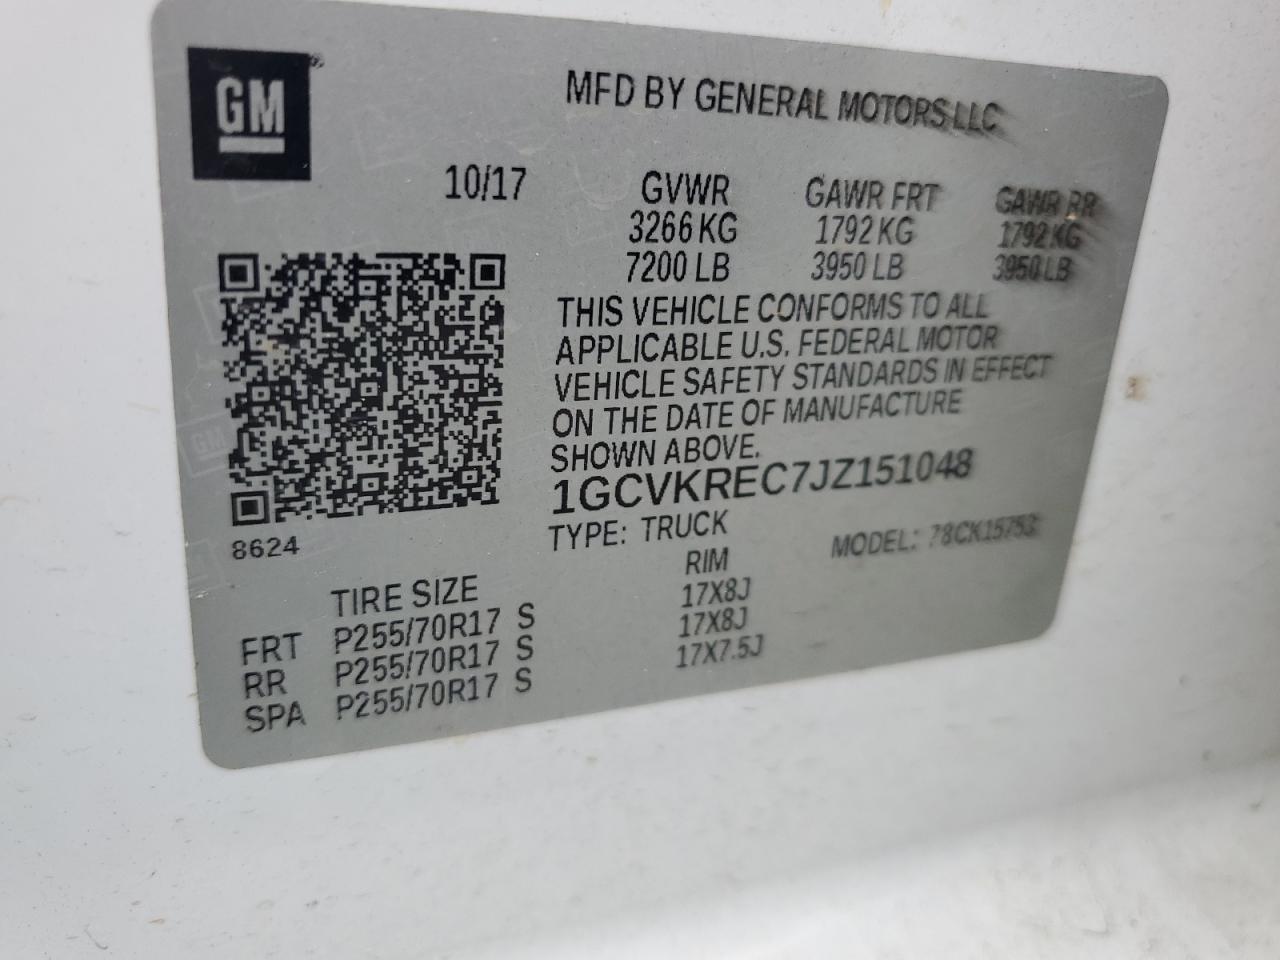 GM
MFD BY GENERAL MOTORS LLC
10/17
GVWR GAWR FRT GAWR RR
3266 KG 1792 KG 1792 KG
7200 LB 3950 LB 3950 LB
THIS VEHICLE CONFORMS TO ALL
APPLICABLE U.S. FEDERAL MOTOR
VEHICLE SAFETY STANDARDS IN EFFECT
ON THE DATE OF MANUFACTURE
SHOWN ABOVE.
1GCVKREC7JZ151048
TYPE: TRUCK MODEL:
8624
TIRE SIZE RIM
FRT P255/70R17 S 17X8J
RR P255/70R17 S 17X8J
SPA P255/70R17 S 17X7.5J